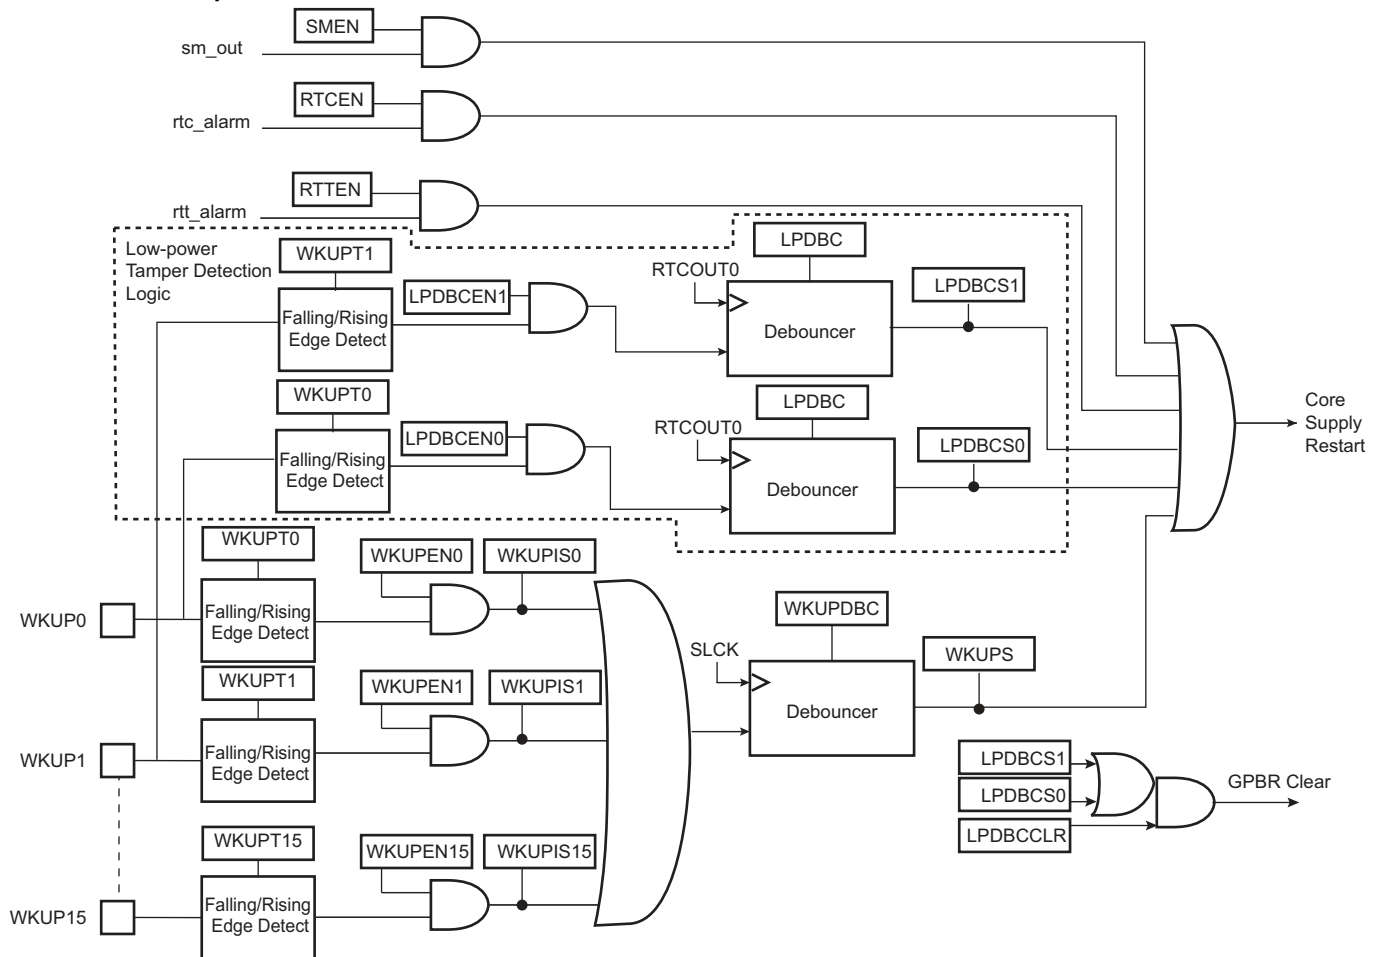 SMEN
sm_out
RTCEN
rtc_alarm
RTTEN
rtt_alarm
Low-power
Tamper Detection
Logic
WKUPT1
Falling/Rising
Edge Detect
LPDBCEN1
RTCOUT0
LPDBC
Debouncer
LPDBCS1
WKUPT0
Falling/Rising
Edge Detect
LPDBCEN0
RTCOUT0
LPDBC
Debouncer
LPDBCS0
Core
Supply
Restart
WKUPT0
WKUP0
Falling/Rising
Edge Detect
WKUPEN0
WKUPIS0
WKUPT1
WKUP1
Falling/Rising
Edge Detect
WKUPEN1
WKUPIS1
SLCK
WKUPDBC
Debouncer
WKUPS
WKUPT15
WKUP15
Falling/Rising
Edge Detect
WKUPEN15
WKUPIS15
LPDBCS1
LPDBCS0
LPDBCCLR
GPBR Clear